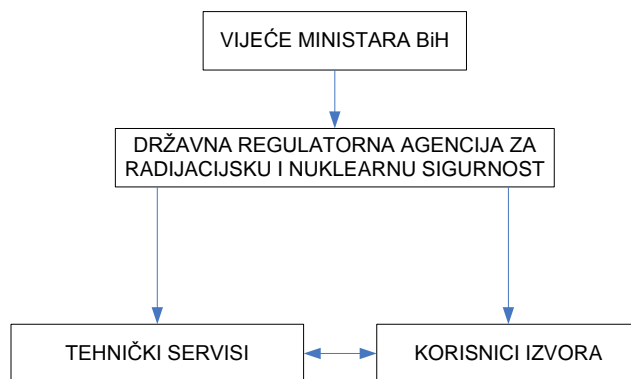 VIJEĆE MINISTARA BiH
DRŽAVNA REGULATORNA AGENCIJA ZA
RADIJACIJSKU I NUKLEARNU SIGURNOST
TEHNIČKI SERVISI
KORISNICI IZVORA